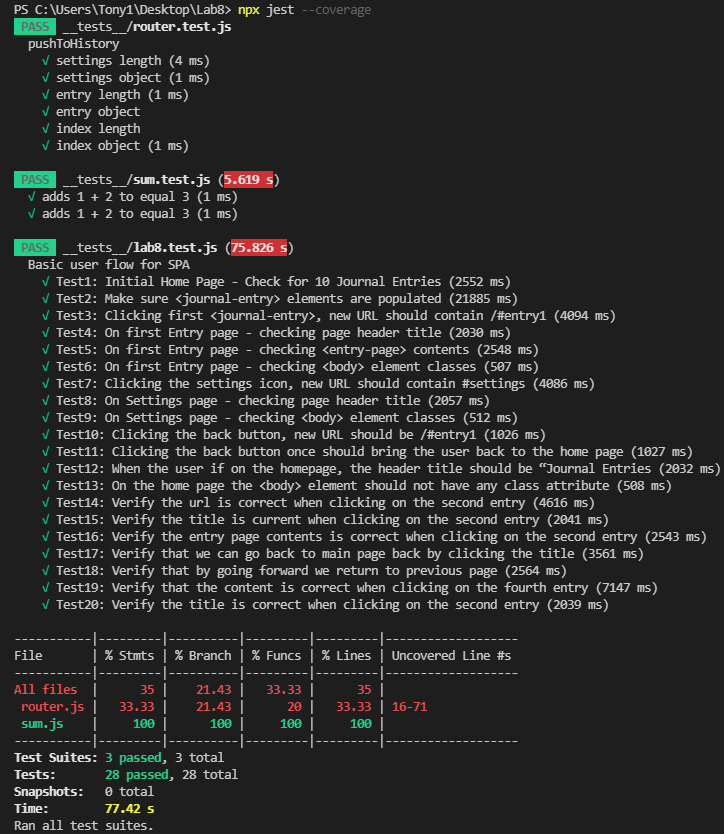 PS C:\Users\Tony1\Desktop\Lab8> npx jest --coverage
PASS __tests__/router.test.js
pushToHistory
√ settings length (4 ms)
√ settings object (1 ms)
√ entry length (1 ms)
√ entry object
√ index length
√ index object (1 ms)
PASS __tests__/sum.test.js (5.619 s)
√ adds 1 + 2 to equal 3 (1 ms)
√ adds 1 + 2 to equal 3 (1 ms)
PASS __tests__/lab8.test.js (75.826 s)
Basic user flow for SPA
√ Test1: Initial Home Page - Check for 10 Journal Entries (2552 ms)
√ Test2: Make sure <journal-entry> elements are populated (21885 ms)
√ Test3: Clicking first <journal-entry>, new URL should contain /#entry1 (4094 ms)
√ Test4: On first Entry page - checking page header title (2030 ms)
√ Test5: On first Entry page - checking <entry-page> contents (2548 ms)
√ Test6: On first Entry page - checking <body> element classes (507 ms)
√ Test7: Clicking the settings icon, new URL should contain #settings (4086 ms)
√ Test8: On Settings page - checking page header title (2057 ms)
√ Test9: On Settings page - checking <body> element classes (512 ms)
√ Test10: Clicking the back button, new URL should be /#entry1 (1026 ms)
√ Test11: Clicking the back button once should bring the user back to the home page (1027 ms)
√ Test12: When the user if on the homepage, the header title should be “Journal Entries (2032 ms)
√ Test13: On the home page the <body> element should not have any class attribute (508 ms)
√ Test14: Verify the url is correct when clicking on the second entry (4616 ms)
√ Test15: Verify the title is current when clicking on the second entry (2041 ms)
√ Test16: Verify the entry page contents is correct when clicking on the second entry (2543 ms)
√ Test17: Verify that we can go back to main page back by clicking the title (3561 ms)
√ Test18: Verify that by going forward we return to previous page (2564 ms)
√ Test19: Verify that the content is correct when clicking on the fourth entry (7147 ms)
√ Test20: Verify the title is correct when clicking on the second entry (2039 ms)
-----------|---------|----------|---------|---------|-------------------
File       | % Stmts | % Branch | % Funcs | % Lines | Uncovered Line #s
-----------|---------|----------|---------|---------|-------------------
All files  |      35 |    21.43 |   33.33 |      35 |
router.js |   33.33 |    21.43 |      20 |   33.33 | 16-71
sum.js    |     100 |      100 |     100 |     100 |
-----------|---------|----------|---------|---------|-------------------
Test Suites: 3 passed, 3 total
Tests:       28 passed, 28 total
Snapshots:   0 total
Time:        77.42 s
Ran all test suites.